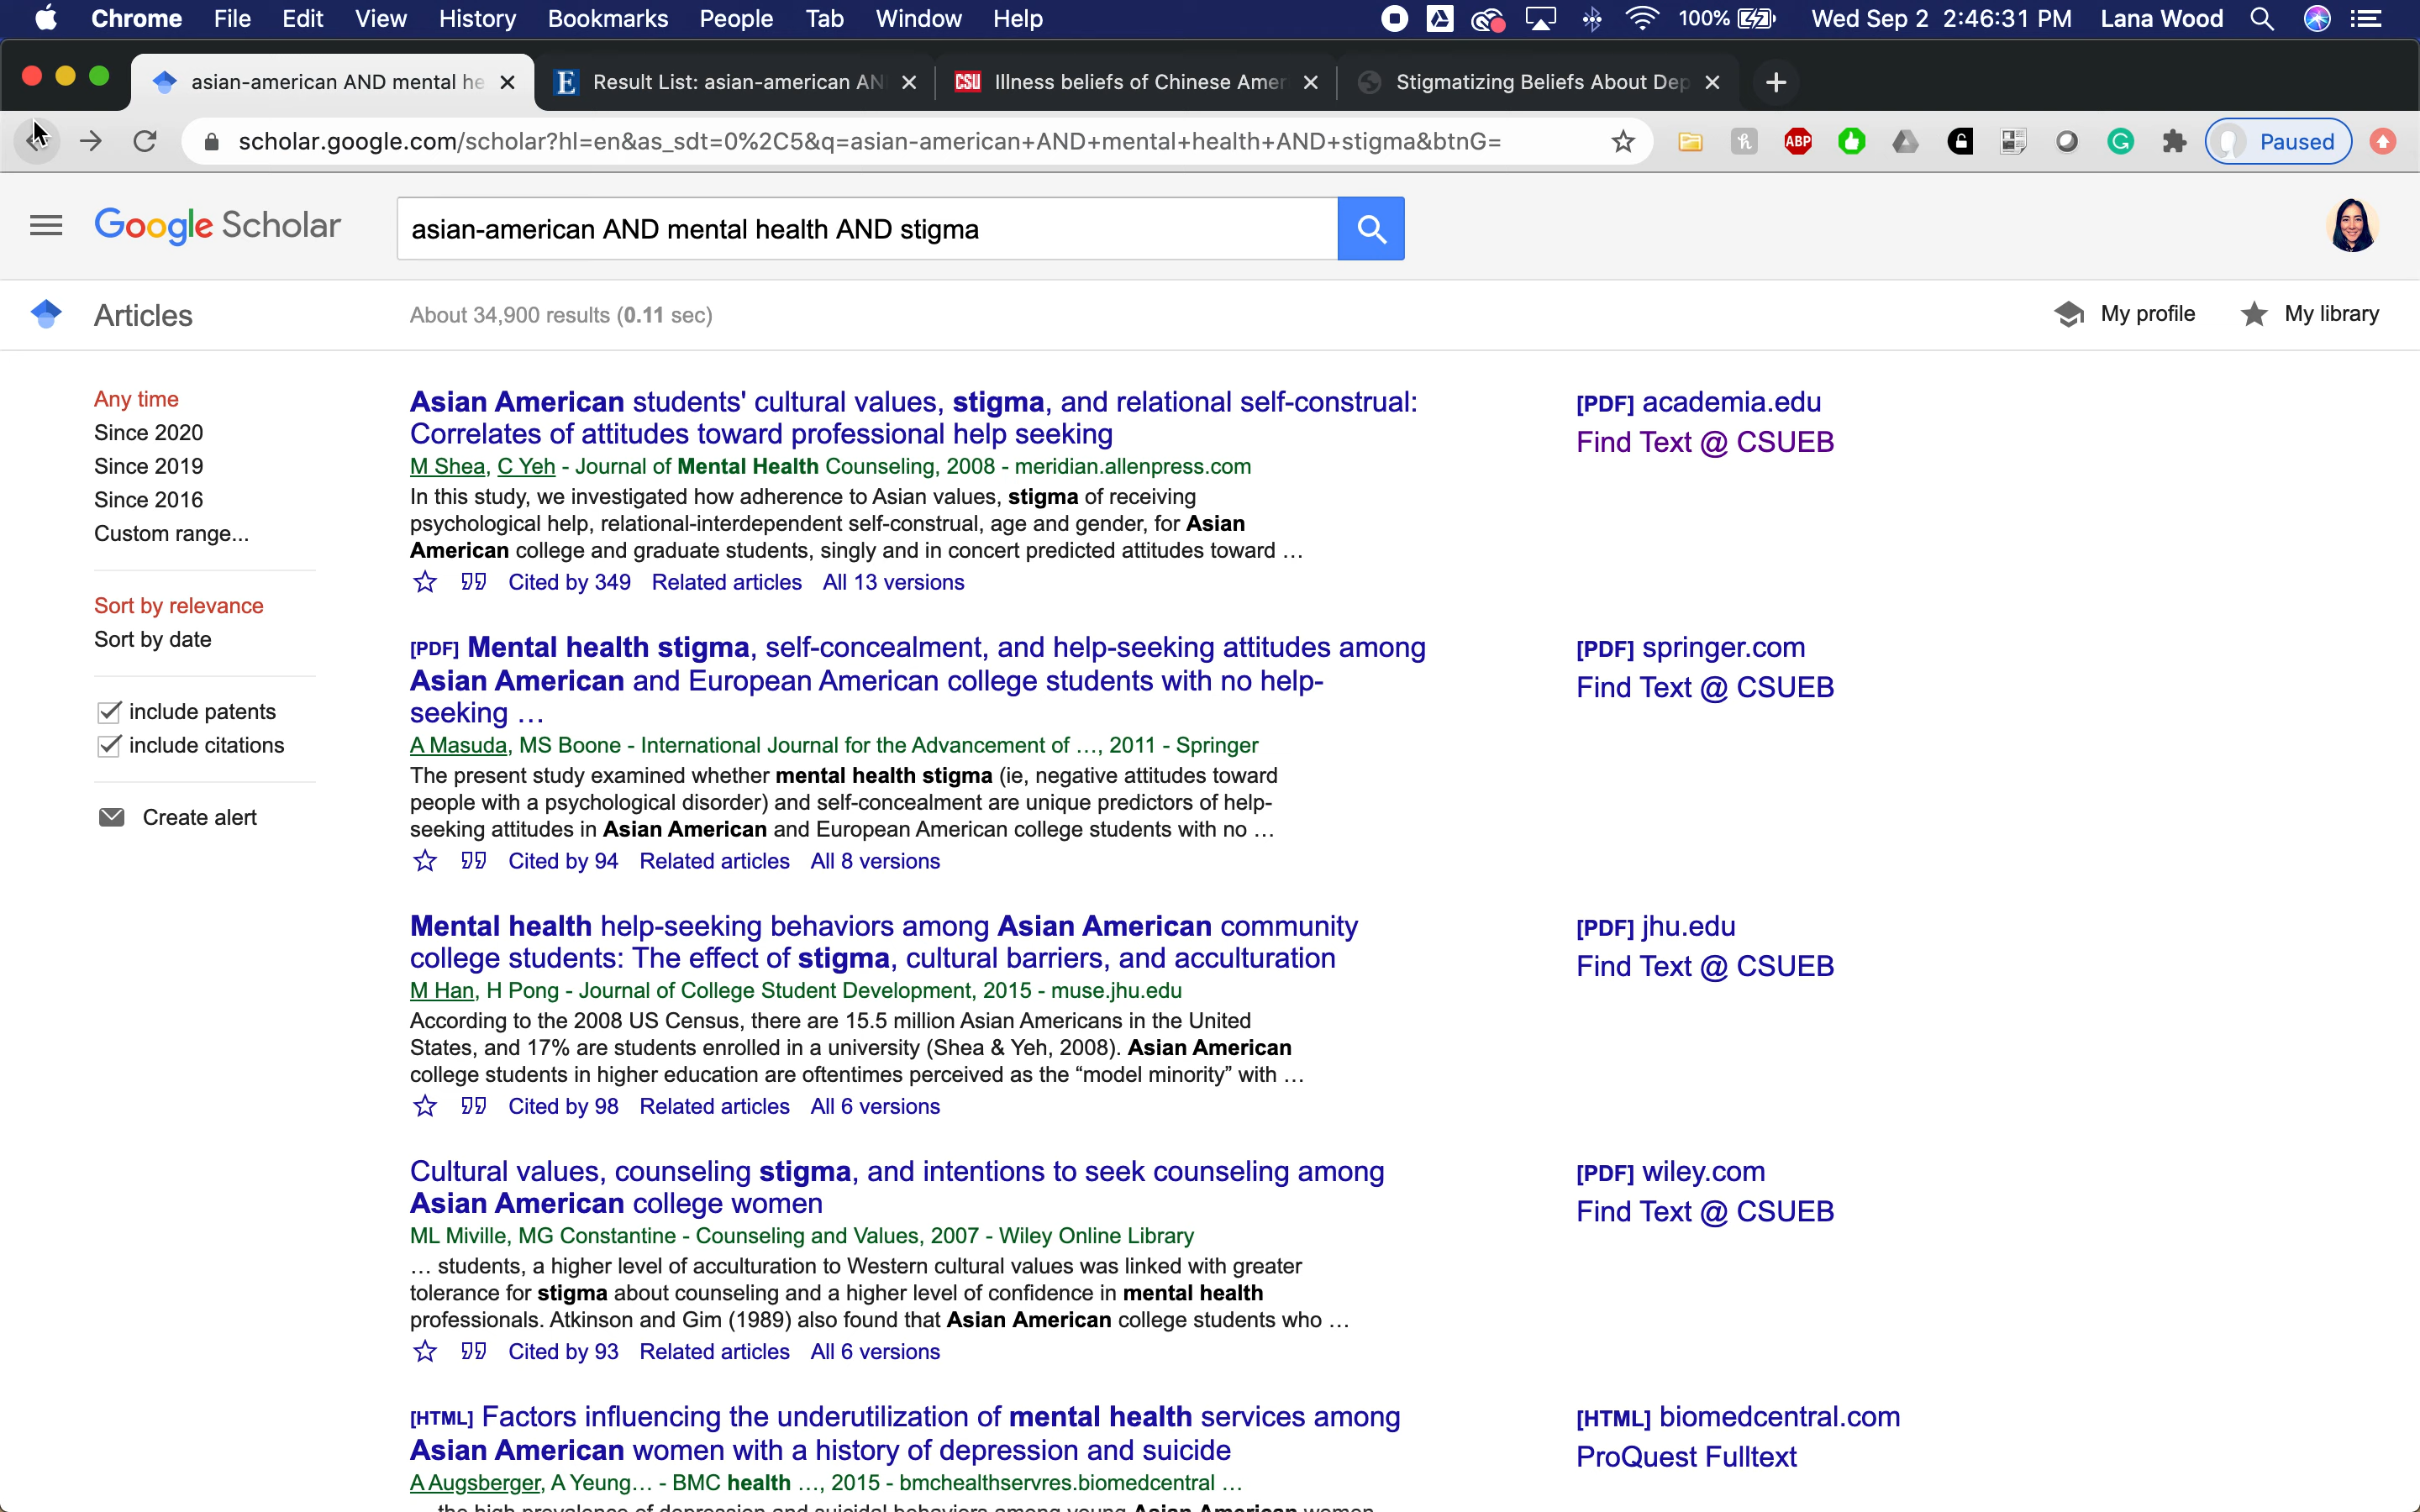 Chrome File Edit View History Bookmarks People Tab Window Help 100% Wed Sep 2 2:46:31 PM Lana Wood
asian-american AND mental he Result List: asian-american AN CSU Illness beliefs of Chinese Amer Stigmatizing Beliefs About Dep
scholar.google.com/scholar?hl=en&as_sdt=0%2C5&q=asian-american+AND+mental+health+AND+stigma&btnG= ABP Paused
Google Scholar asian-american AND mental health AND stigma
Articles About 34,900 results (0.11 sec) My profile My library
Any time
Since 2020
Since 2019
Since 2016
Custom range...
Sort by relevance
Sort by date
include patents
include citations
Create alert
Asian American students' cultural values, stigma, and relational self-construal:
Correlates of attitudes toward professional help seeking
M Shea, C Yeh - Journal of Mental Health Counseling, 2008 - meridian.allenpress.com
In this study, we investigated how adherence to Asian values, stigma of receiving
psychological help, relational-interdependent self-construal, age and gender, for Asian
American college and graduate students, singly and in concert predicted attitudes toward …
Cited by 349 Related articles All 13 versions
[PDF] academia.edu
Find Text @ CSUEB
[PDF] Mental health stigma, self-concealment, and help-seeking attitudes among
Asian American and European American college students with no help-
seeking …
A Masuda, MS Boone - International Journal for the Advancement of …, 2011 - Springer
The present study examined whether mental health stigma (ie, negative attitudes toward
people with a psychological disorder) and self-concealment are unique predictors of help-
seeking attitudes in Asian American and European American college students with no …
Cited by 94 Related articles All 8 versions
[PDF] springer.com
Find Text @ CSUEB
Mental health help-seeking behaviors among Asian American community
college students: The effect of stigma, cultural barriers, and acculturation
M Han, H Pong - Journal of College Student Development, 2015 - muse.jhu.edu
According to the 2008 US Census, there are 15.5 million Asian Americans in the United
States, and 17% are students enrolled in a university (Shea & Yeh, 2008). Asian American
college students in higher education are oftentimes perceived as the “model minority” with …
Cited by 98 Related articles All 6 versions
[PDF] jhu.edu
Find Text @ CSUEB
Cultural values, counseling stigma, and intentions to seek counseling among
Asian American college women
ML Miville, MG Constantine - Counseling and Values, 2007 - Wiley Online Library
… students, a higher level of acculturation to Western cultural values was linked with greater
tolerance for stigma about counseling and a higher level of confidence in mental health
professionals. Atkinson and Gim (1989) also found that Asian American college students who …
Cited by 93 Related articles All 6 versions
[PDF] wiley.com
Find Text @ CSUEB
[HTML] Factors influencing the underutilization of mental health services among
Asian American women with a history of depression and suicide
A Augsberger, A Yeung… - BMC health …, 2015 - bmchealthservres.biomedcentral …
the high prevalence of depression and suicidal behaviors among young Asian American women
[HTML] biomedcentral.com
ProQuest Fulltext